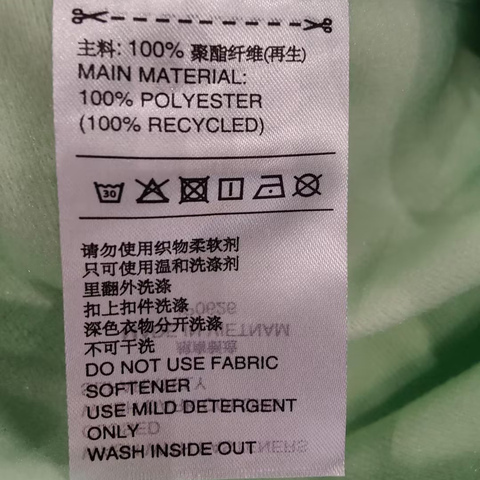 主料: 100% 聚酯纤维(再生)
MAIN MATERIAL:
100% POLYESTER
(100% RECYCLED)
30
请勿使用织物柔软剂
只可使用温和洗涤剂
里翻外洗涤
扣上扣件洗涤
深色衣物分开洗涤
不可干洗
DO NOT USE FABRIC
SOFTENER
USE MILD DETERGENT
ONLY
WASH INSIDE OUT